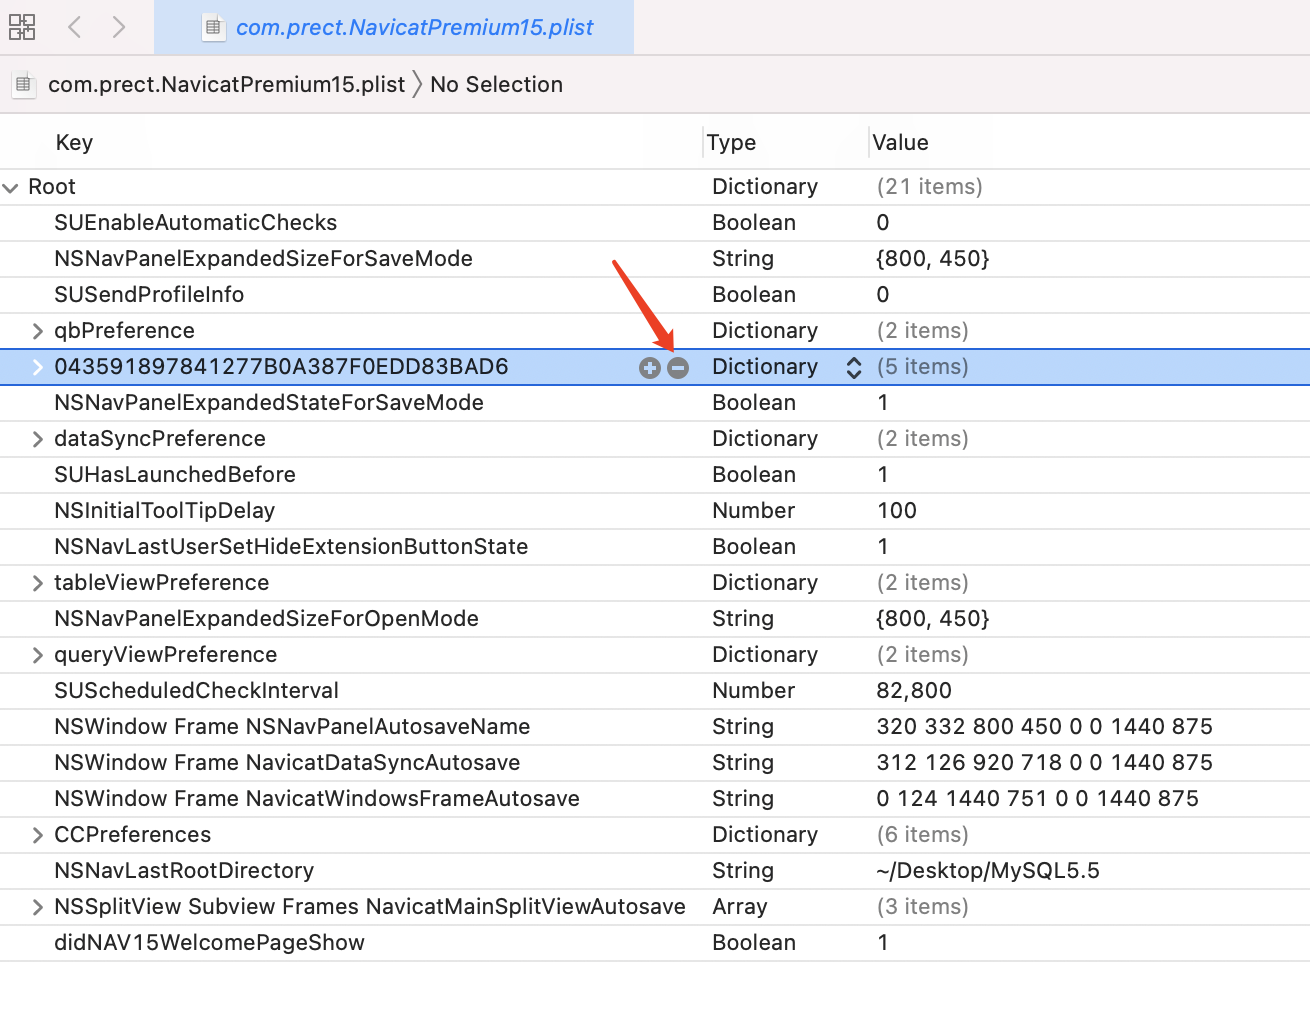 com.prect.NavicatPremium15.plist
com.prect.NavicatPremium15.plist No Selection
Key Type Value
Root Dictionary (21 items)
SUEnableAutomaticChecks Boolean 0
NSNavPanelExpandedSizeForSaveMode String {800, 450}
SUSendProfileInfo Boolean 0
qbPreference Dictionary (2 items)
043591897841277B0A387F0EDD83BAD6 Dictionary (5 items)
NSNavPanelExpandedStateForSaveMode Boolean 1
dataSyncPreference Dictionary (2 items)
SUHasLaunchedBefore Boolean 1
NSInitialToolTipDelay Number 100
NSNavLastUserSetHideExtensionButtonState Boolean 1
tableViewPreference Dictionary (2 items)
NSNavPanelExpandedSizeForOpenMode String {800, 450}
queryViewPreference Dictionary (2 items)
SUScheduledCheckInterval Number 82,800
NSWindow Frame NSNavPanelAutosaveName String 320 332 800 450 0 0 1440 875
NSWindow Frame NavicatDataSyncAutosave String 312 126 920 718 0 0 1440 875
NSWindow Frame NavicatWindowsFrameAutosave String 0 124 1440 751 0 0 1440 875
CCPreferences Dictionary (6 items)
NSNavLastRootDirectory String ~/Desktop/MySQL5.5
NSSplitView Subview Frames NavicatMainSplitViewAutosave Array (3 items)
didNAV15WelcomePageShow Boolean 1